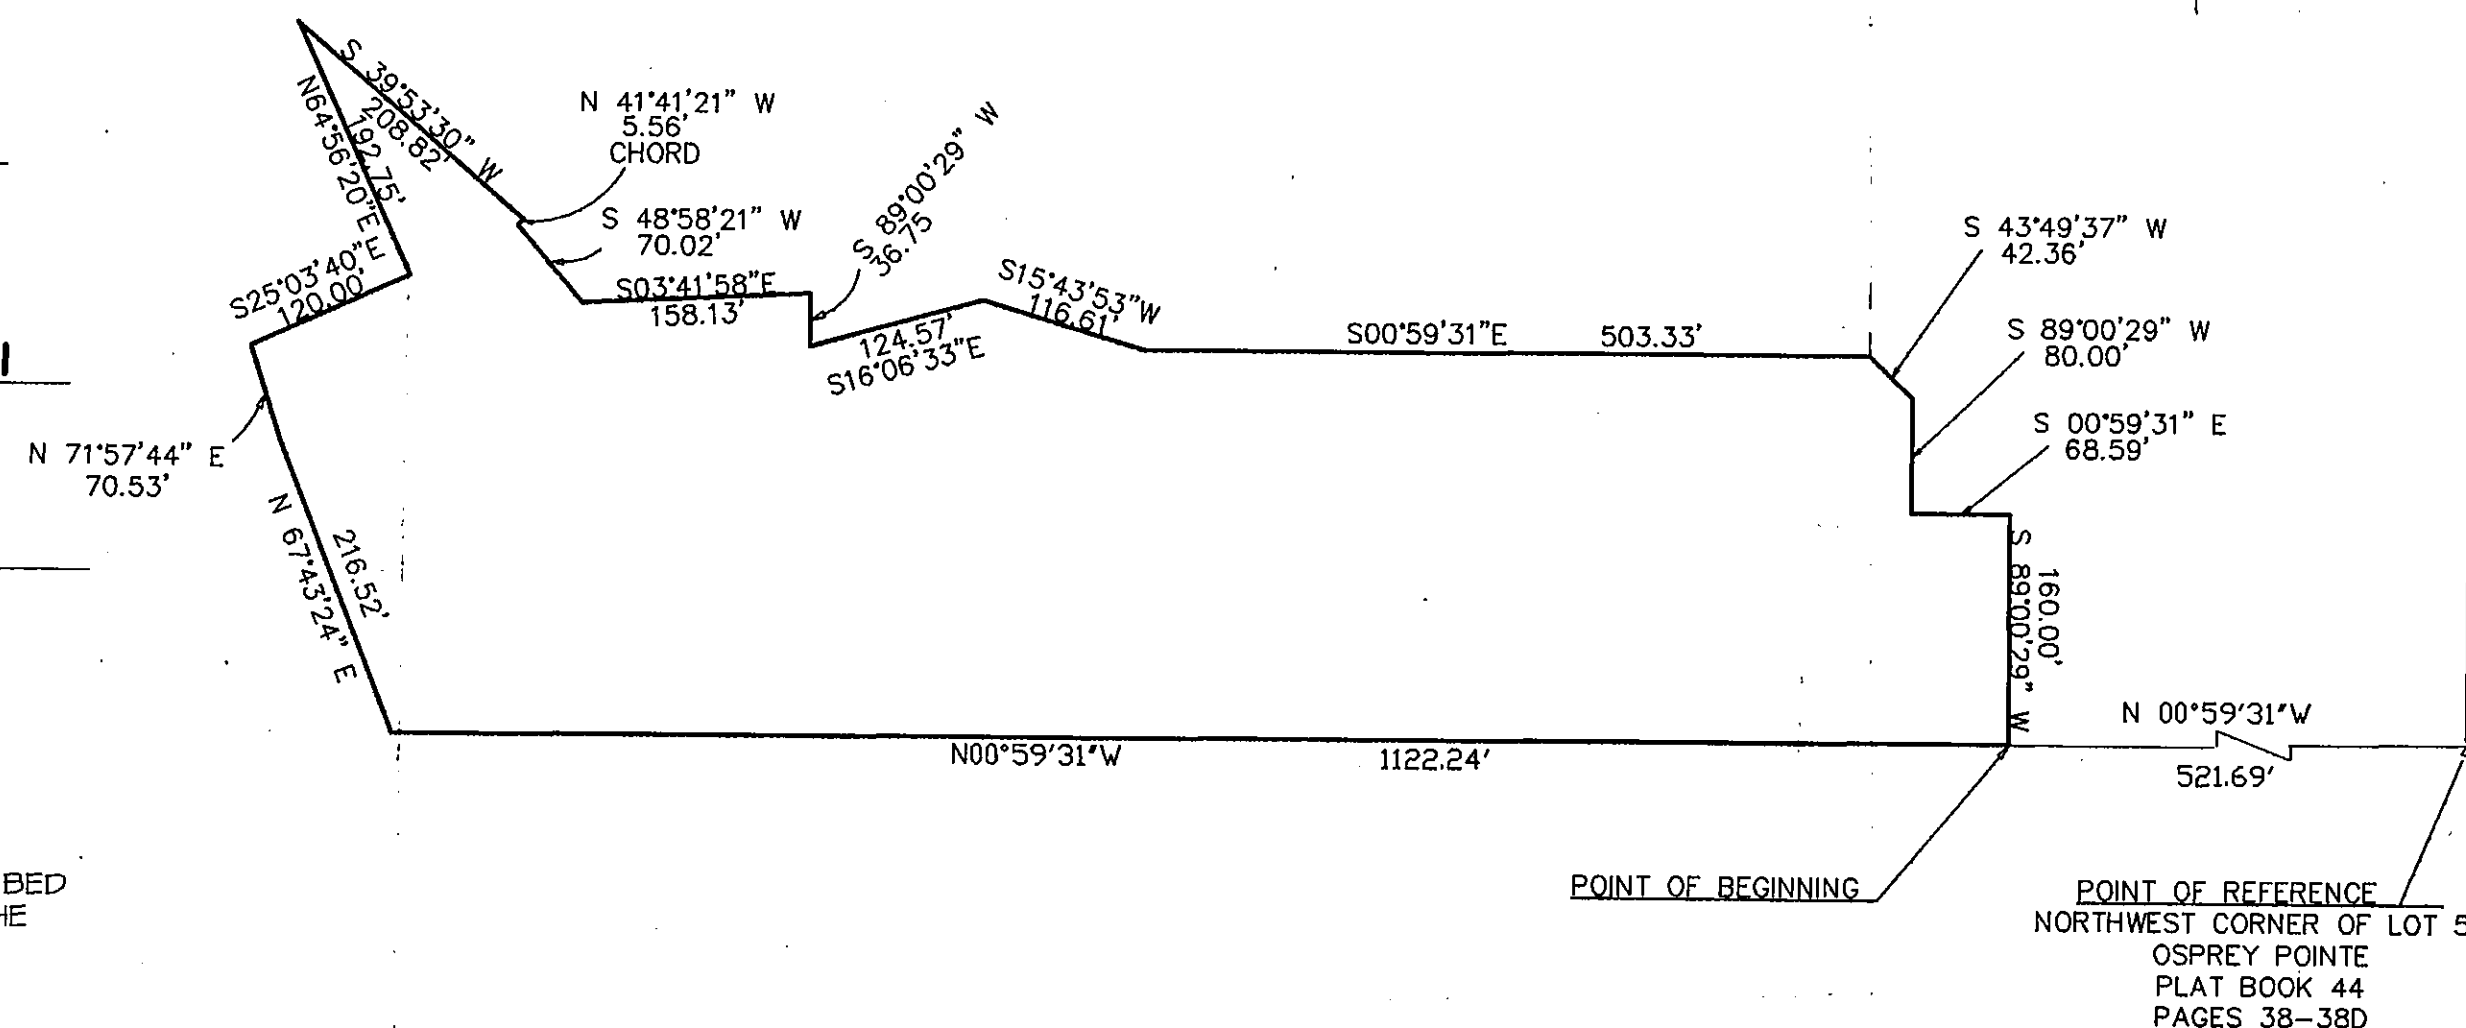 S 39°53'30" W
208.82'
N64°56'20"E
192.75'
N 41°41'21" W
5.56'
CHORD
S 48°58'21" W
70.02'
S 89°00'29" W
36.75
S03°41'58"E
158.13'
S25°03'40"E
120.00'
124.57'
S16°06'33"E
S15°43'53"W
116.61'
S00°59'31"E 503.33'
S 43°49'37" W
42.36'
S 89°00'29" W
80.00'
S 00°59'31" E
68.59'
N 71°57'44" E
70.53'
216.52'
N 67°43'24" E
160.00'
S 89°00'29" W
N 00°59'31"W
521.69'
N00°59'31"W 1122.24'
POINT OF BEGINNING
POINT OF REFERENCE
NORTHWEST CORNER OF LOT 5
OSPREY POINTE
PLAT BOOK 44
PAGES 38-38D
BED
HE